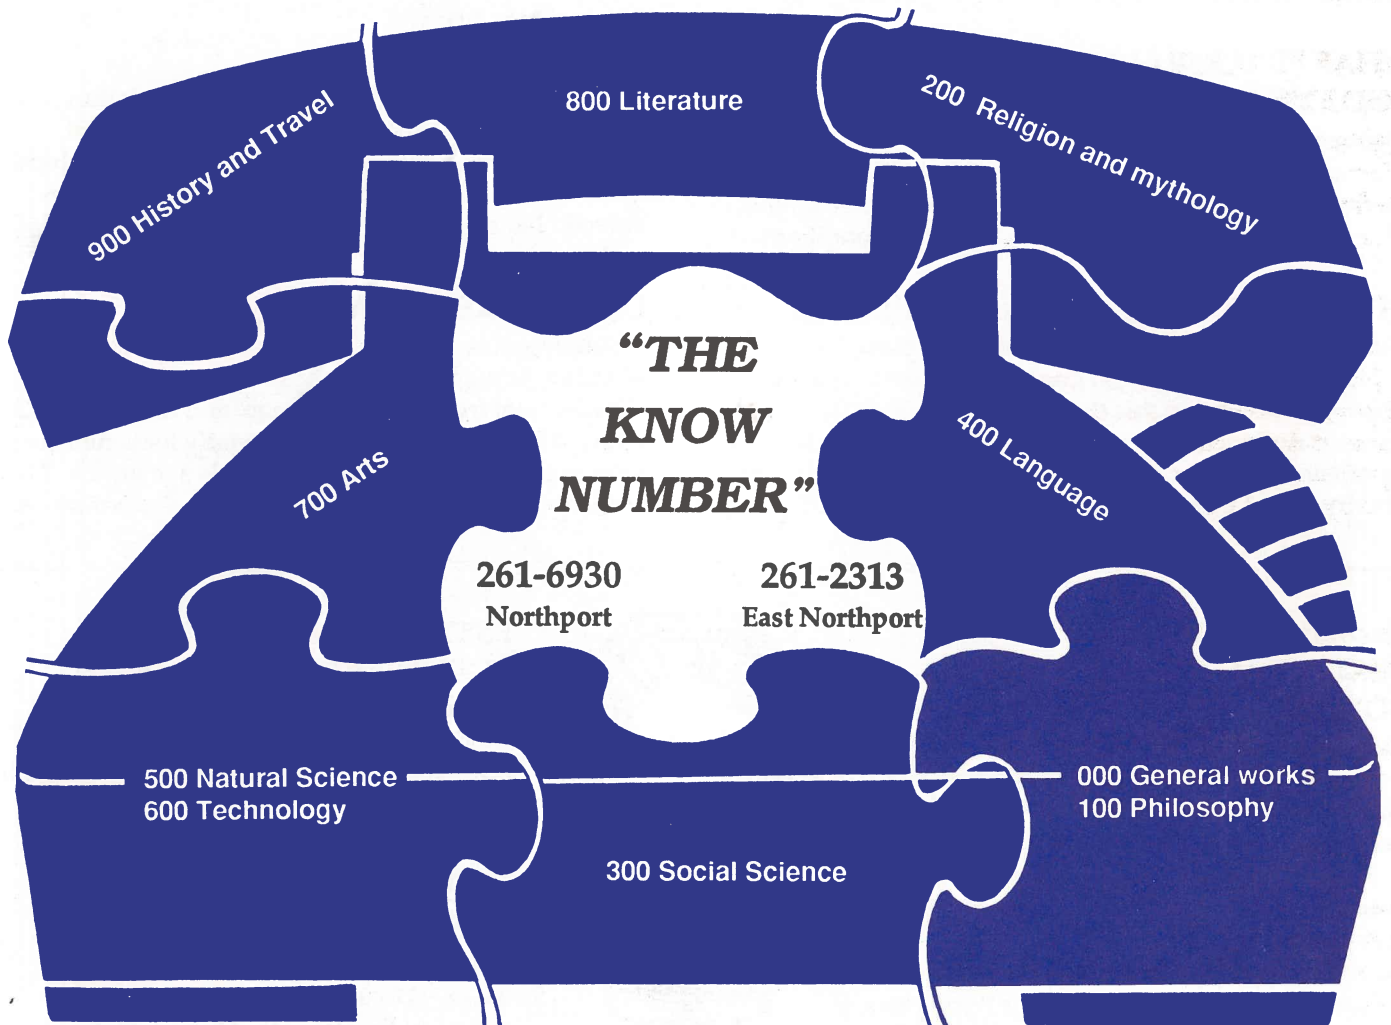 900 History and Travel
800 Literature
200 Religion and mythology
“THE
KNOW
NUMBER”
700 Arts
400 Language
261-6930
Northport
261-2313
East Northport
500 Natural Science
600 Technology
000 General works
100 Philosophy
300 Social Science